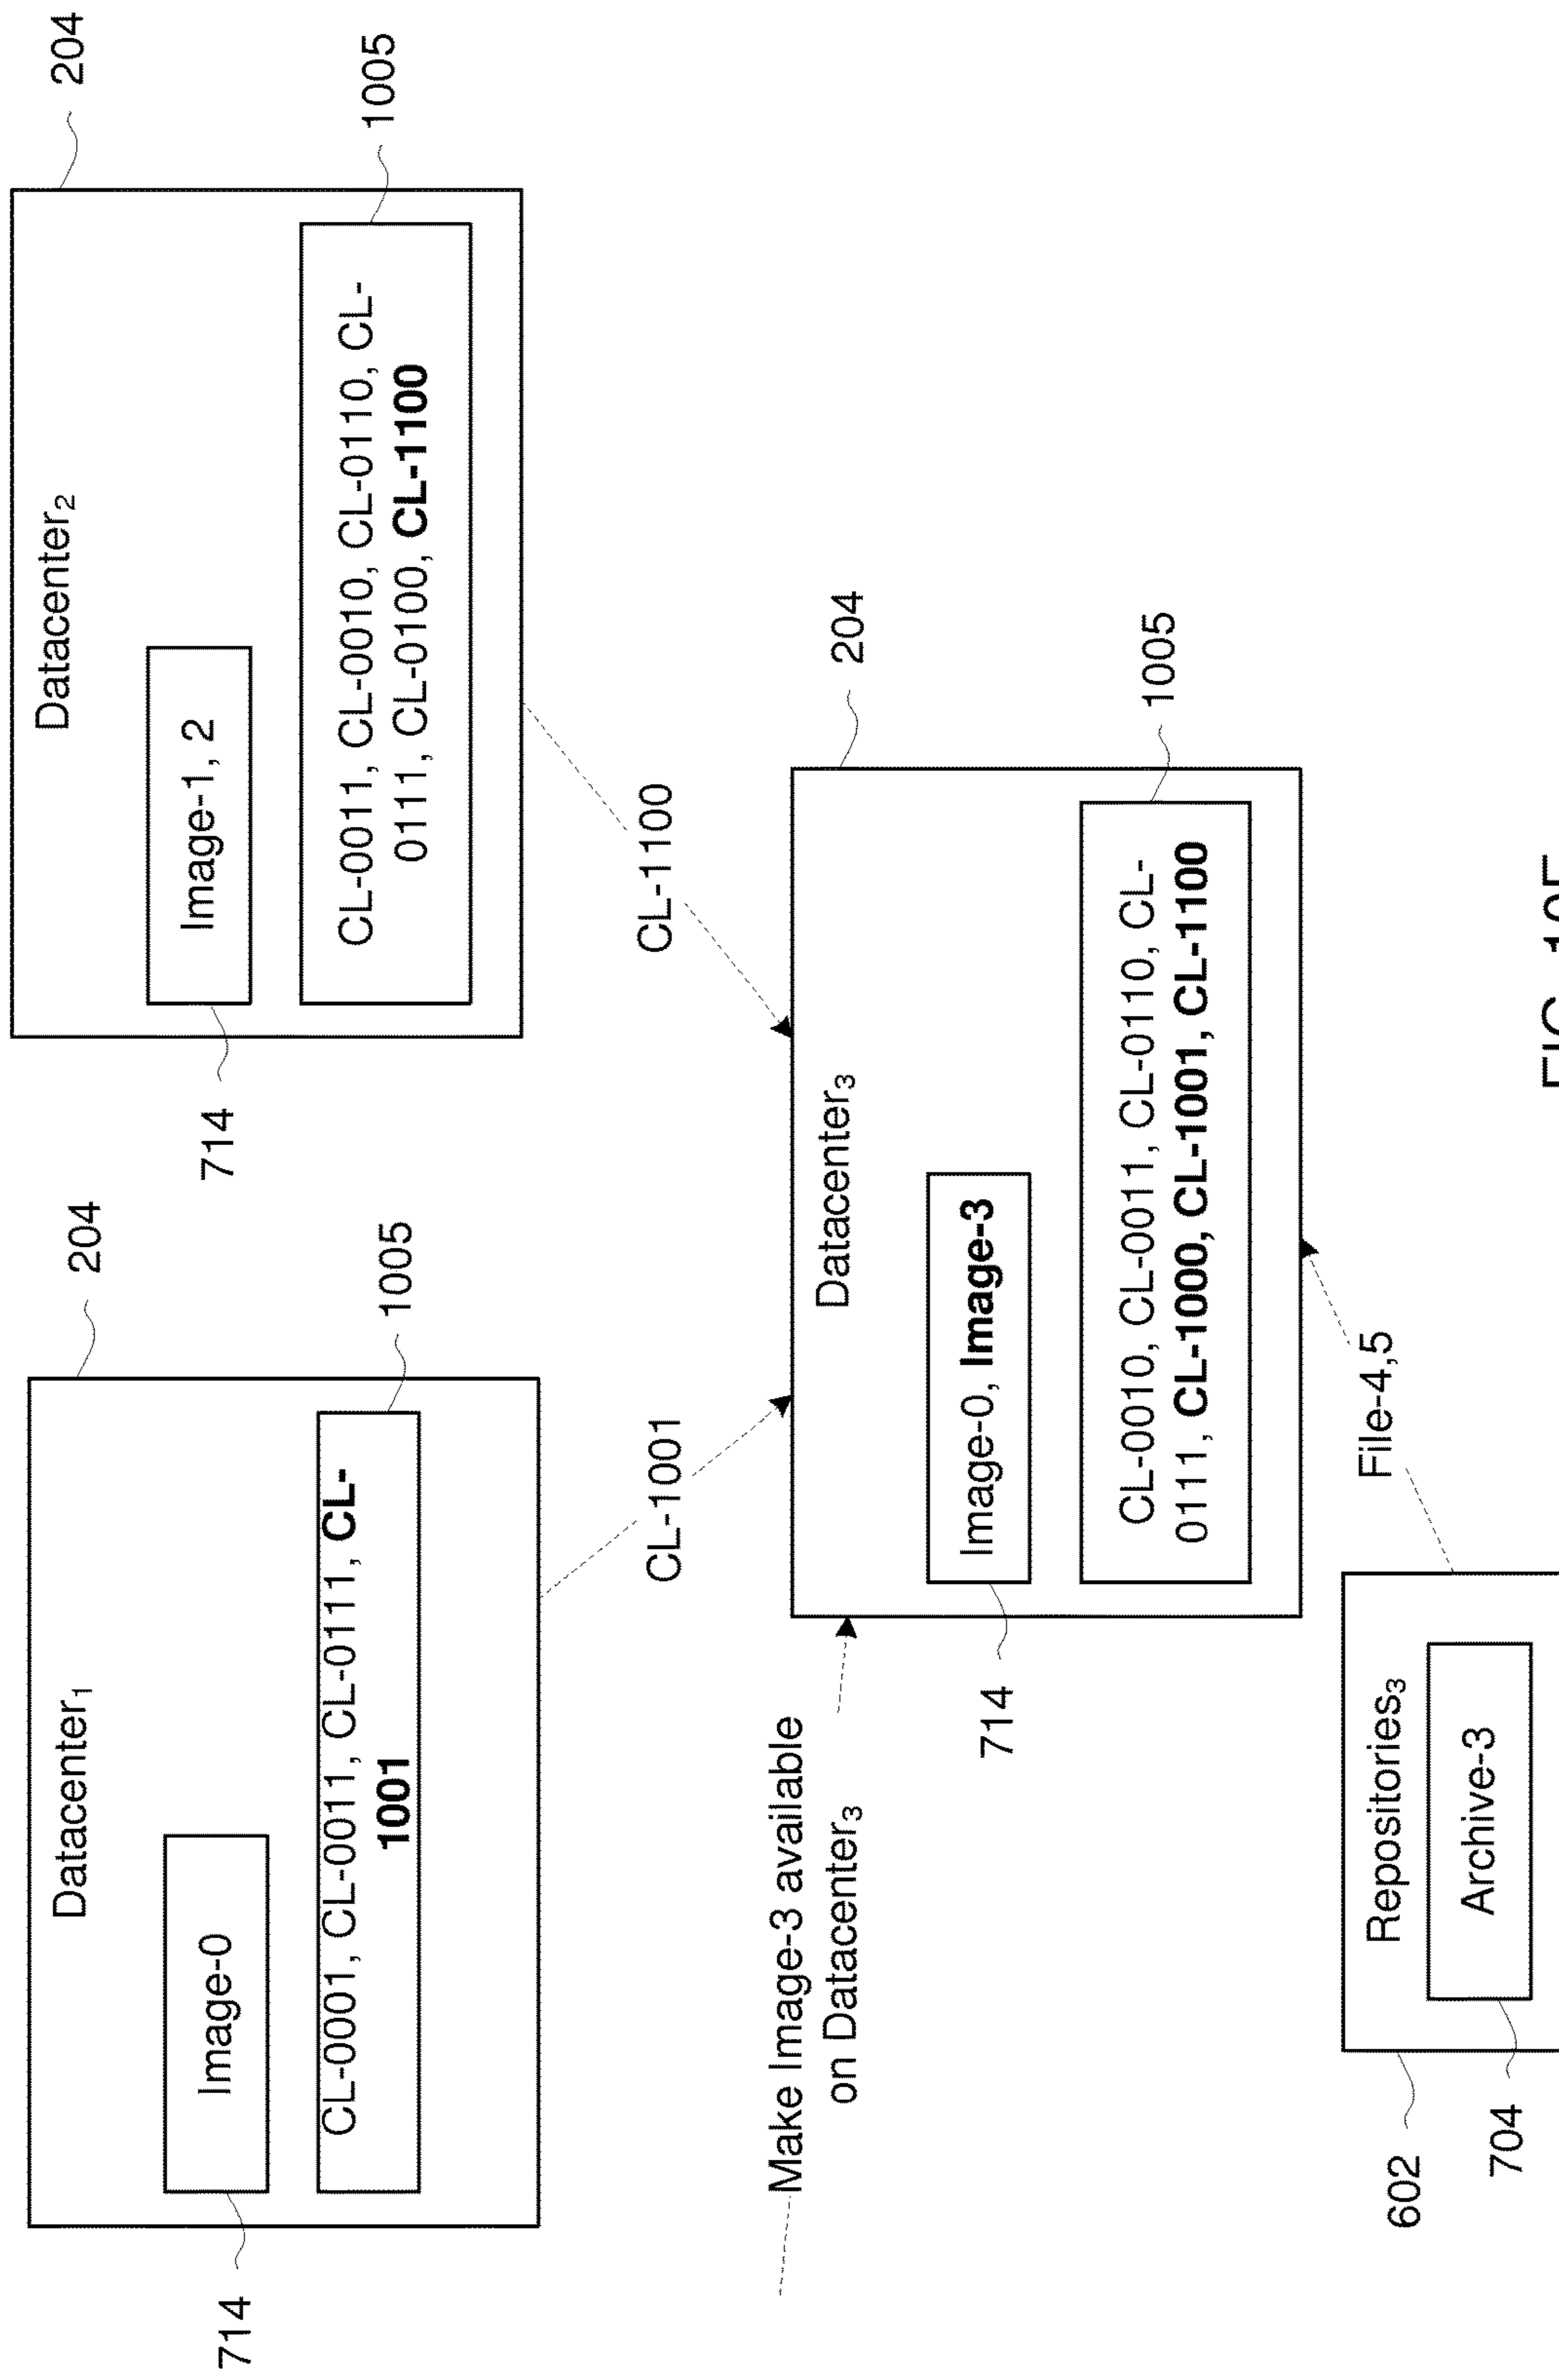 Datacenter₁
204
Image-0
714
CL-0001, CL-0011, CL-0111, CL-
1001
1005
Datacenter₂
204
Image-1, 2
714
CL-0011, CL-0010, CL-0110, CL-
0111, CL-0100, CL-1100
1005
CL-1001
CL-1100
Make Image-3 available
on Datacenter₃
Datacenter₃
204
Image-0, Image-3
714
CL-0010, CL-0011, CL-0110, CL-
0111, CL-1000, CL-1001, CL-1100
1005
File-4,5
Repositories₃
602
Archive-3
704
FIG.